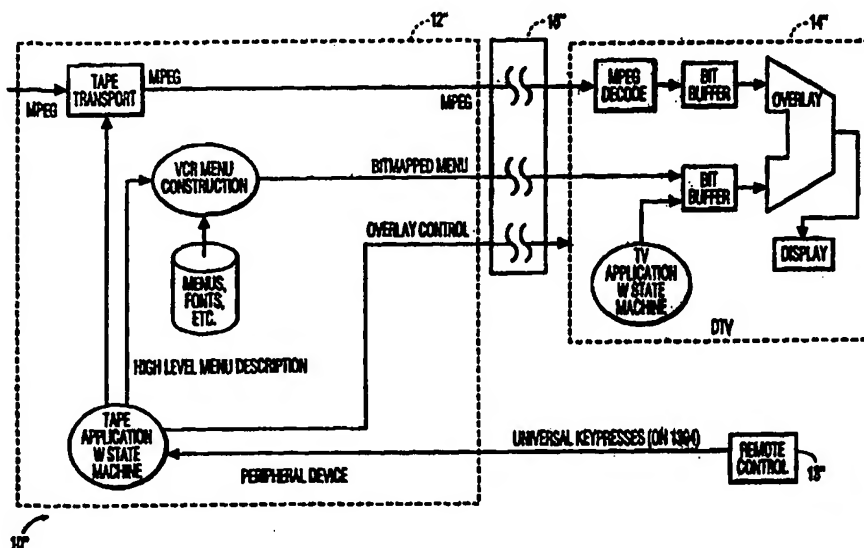 12"
16"
14"
TAPE
TRANSPORT
MPEG
MPEG
MPEG
MPEG
DECODE
BIT
BUFFER
OVERLAY
VCR MENU
CONSTRUCTION
BITMAPPED MENU
BIT
BUFFER
OVERLAY CONTROL
MENUS,
FONTS,
ETC.
TV
APPLICATION
W STATE
MACHINE
DISPLAY
DTV
HIGH LEVEL MENU DESCRIPTION
TAPE
APPLICATION
W STATE
MACHINE
UNIVERSAL KEYPRESSES (ON 1394)
REMOTE
CONTROL
PERIPHERAL DEVICE
10"